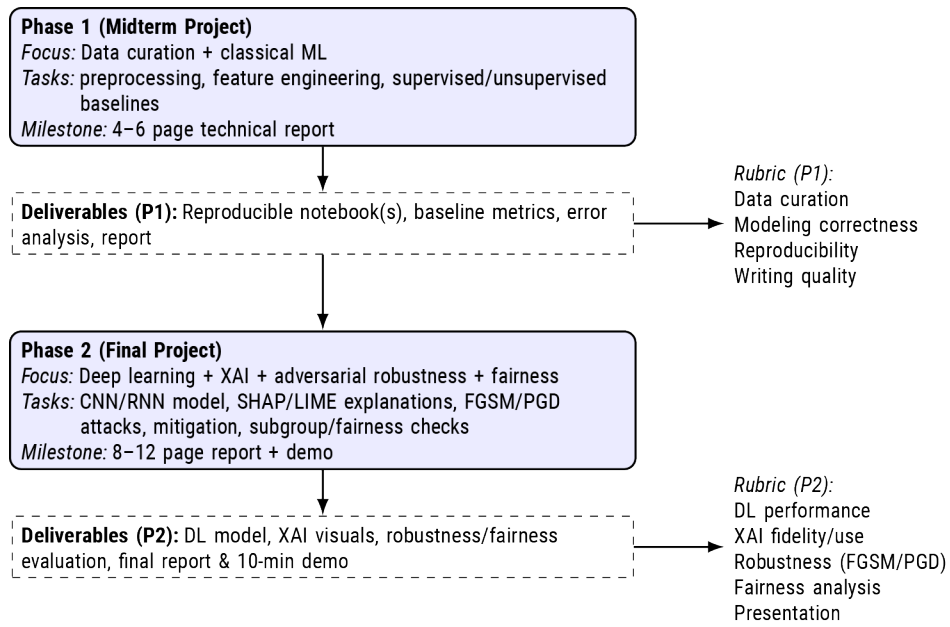 Phase 1 (Midterm Project)
Focus: Data curation + classical ML
Tasks: preprocessing, feature engineering, supervised/unsupervised
baselines
Milestone: 4–6 page technical report
Deliverables (P1): Reproducible notebook(s), baseline metrics, error
analysis, report
Rubric (P1):
Data curation
Modeling correctness
Reproducibility
Writing quality
Phase 2 (Final Project)
Focus: Deep learning + XAI + adversarial robustness + fairness
Tasks: CNN/RNN model, SHAP/LIME explanations, FGSM/PGD
attacks, mitigation, subgroup/fairness checks
Milestone: 8–12 page report + demo
Deliverables (P2): DL model, XAI visuals, robustness/fairness
evaluation, final report & 10-min demo
Rubric (P2):
DL performance
XAI fidelity/use
Robustness (FGSM/PGD)
Fairness analysis
Presentation